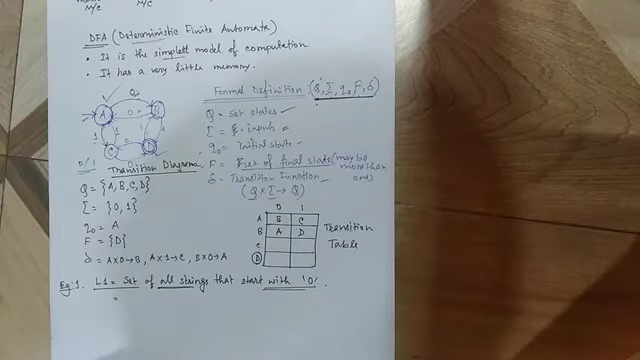 M/C
M/C
DFA (Deterministic Finite Automata)
• It is the simplest model of computation
• It has a very little memory.
Formal Definition: (Q, Σ, q₀, F, δ)
Q = Set states
Σ = inputs
q₀ = Initial state
F = set of final state (may be more than one)
δ = Transition Function
(Q × Σ → Q)
A
B
C
D
0/1
Transition Diagram
Q = {A, B, C, D}
Σ = {0, 1}
q₀ = A
F = {D}
δ = A×0→B, A×1→C, B×0→A
0 1
A B C
B A D
C
D
Transition Table
Eg:1. L1 = Set of all strings that start with '0'.
=